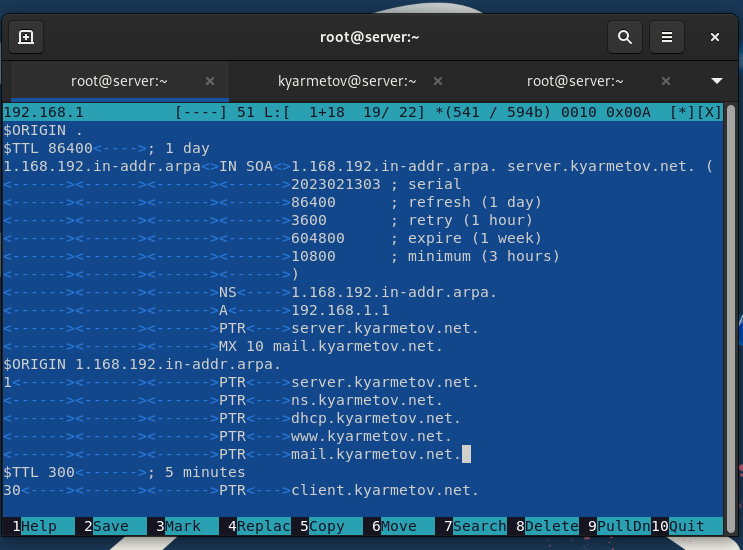 root@server:~
root@server:~ × kyarmetov@server:~ × root@server:~ ×
192.168.1 [----] 51 L:[ 1+18 19/ 22] *(541 / 594b) 0010 0x00A [*][X]
$ORIGIN .
$TTL 86400<---->; 1 day
1.168.192.in-addr.arpa<>IN SOA<>1.168.192.in-addr.arpa. server.kyarmetov.net. (
<------><------><------><------>2023021303 ; serial
<------><------><------><------>86400 ; refresh (1 day)
<------><------><------><------>3600 ; retry (1 hour)
<------><------><------><------>604800 ; expire (1 week)
<------><------><------><------>10800 ; minimum (3 hours)
<------><------><------><------>)
<------><------><------>NS<---->1.168.192.in-addr.arpa.
<------><------><------>A<----->192.168.1.1
<------><------><------>PTR<--->server.kyarmetov.net.
<------><------><------>MX 10 mail.kyarmetov.net.
$ORIGIN 1.168.192.in-addr.arpa.
1<-----><------><------>PTR<--->server.kyarmetov.net.
<------><------><------>PTR<--->ns.kyarmetov.net.
<------><------><------>PTR<--->dhcp.kyarmetov.net.
<------><------><------>PTR<--->www.kyarmetov.net.
<------><------><------>PTR<--->mail.kyarmetov.net.
$TTL 300<------>; 5 minutes
30<----><------><------>PTR<--->client.kyarmetov.net.
1Help 2Save 3Mark 4Replac 5Copy 6Move 7Search 8Delete 9PullDn 10Quit